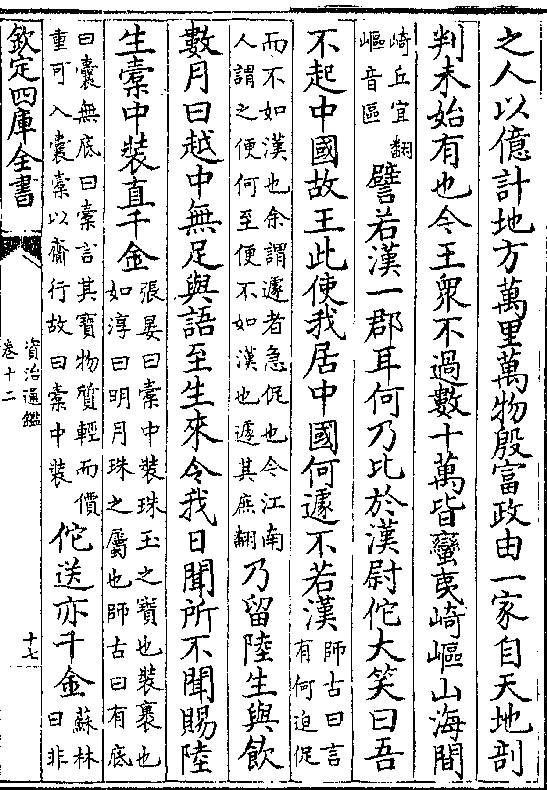 之人以億計地方萬里萬物殷富政由一家自天地剖
判未始有也今王衆不過數十萬皆蠻夷崎嶇山海間
崎丘宜翻
嶇音區
譬若漢一郡耳何乃比於漢尉佗大笑曰吾
不起中國故王此使我居中國何遽不若漢
師古曰言
有何迫促
而不如漢也余謂遽者急促也今江南
人謂之便何至便不如漢也遽其庶翻
乃留陸生與飲
數月曰越中無足與語至生來令我日聞所不聞賜陸
生橐中裝直千金
張晏曰橐中裝珠玉之寶也裝裹也
如淳曰明月珠之屬也師古曰有底
曰囊無底曰橐言其寶物質輕而價
重可入囊橐以齎行故曰橐中裝
佗送亦千金
蘇林
曰非
欽定四庫全書
資治通鑑
卷十二
十七